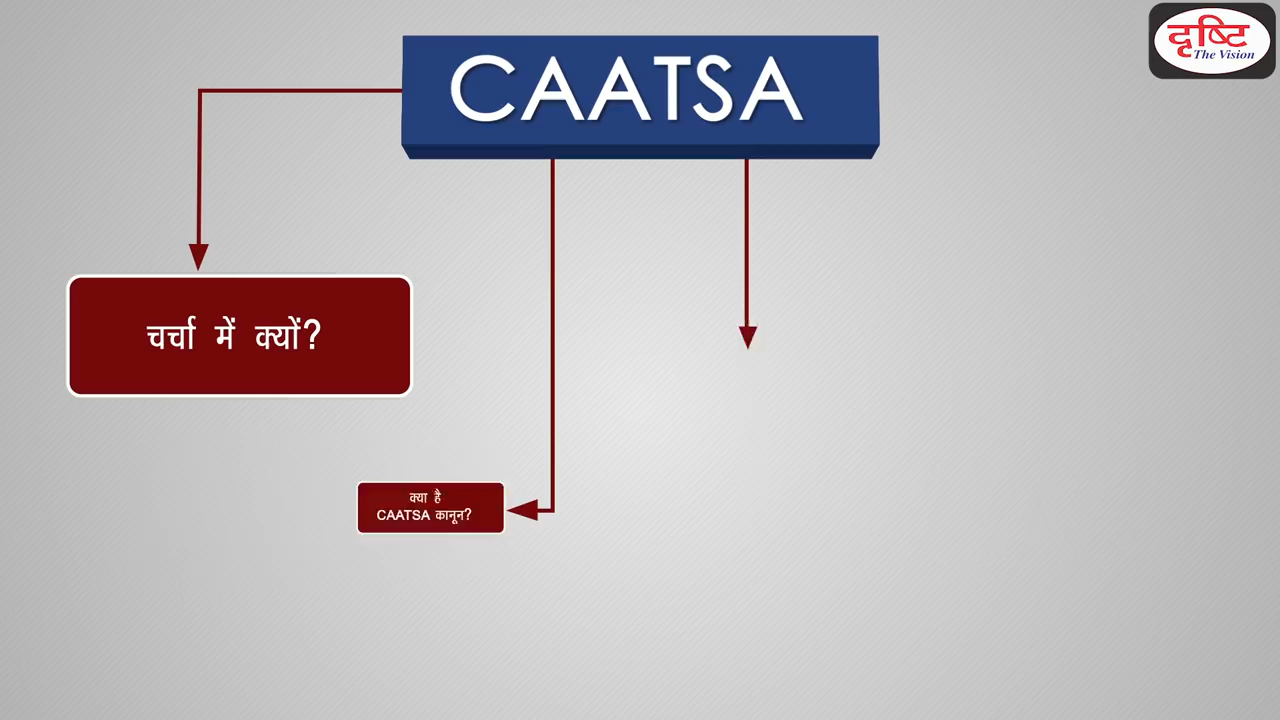 CAATSA
दृष्टि
The Vision
चर्चा में क्यों?
क्या है
CAATSA कानून?